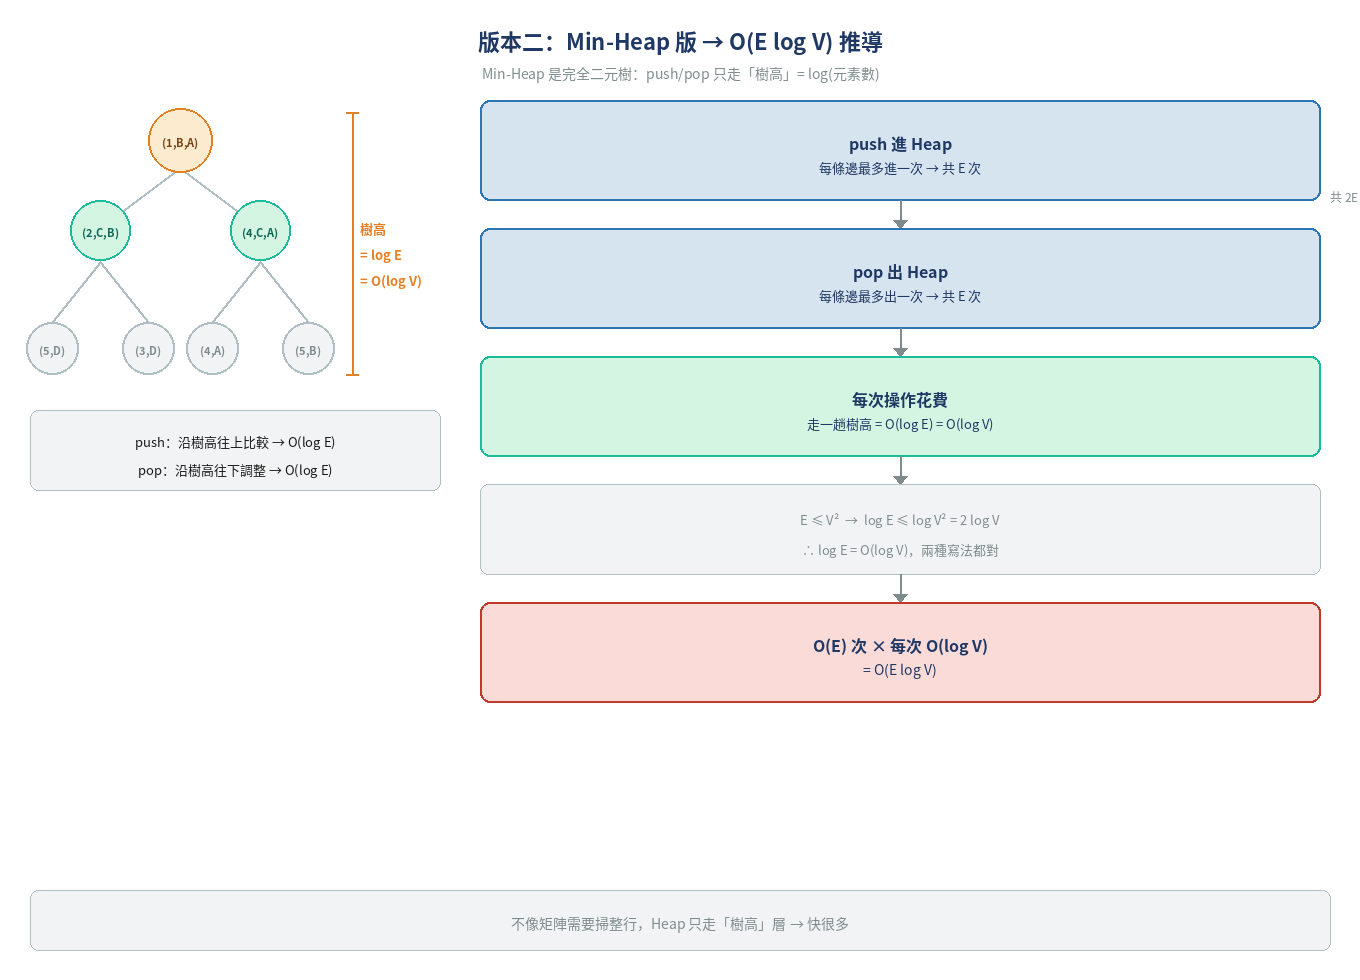 版本二：Min-Heap 版 → O(E log V) 推導
Min-Heap 是完全二元樹：push/pop 只走「樹高」= log(元素數)
(1,B,A)
(2,C,B)
(4,C,A)
(5,D)
(3,D)
(4,A)
(5,B)
樹高
= log E
= O(log V)
push：沿樹高往上比較 → O(log E)
pop：沿樹高往下調整 → O(log E)
push 進 Heap
每條邊最多進一次 → 共 E 次
共 2E
pop 出 Heap
每條邊最多出一次 → 共 E 次
每次操作花費
走一趟樹高 = O(log E) = O(log V)
E ≤ V² → log E ≤ log V² = 2 log V
∴ log E = O(log V)，兩種寫法都對
O(E) 次 × 每次 O(log V)
= O(E log V)
不像矩陣需要掃整行，Heap 只走「樹高」層 → 快很多